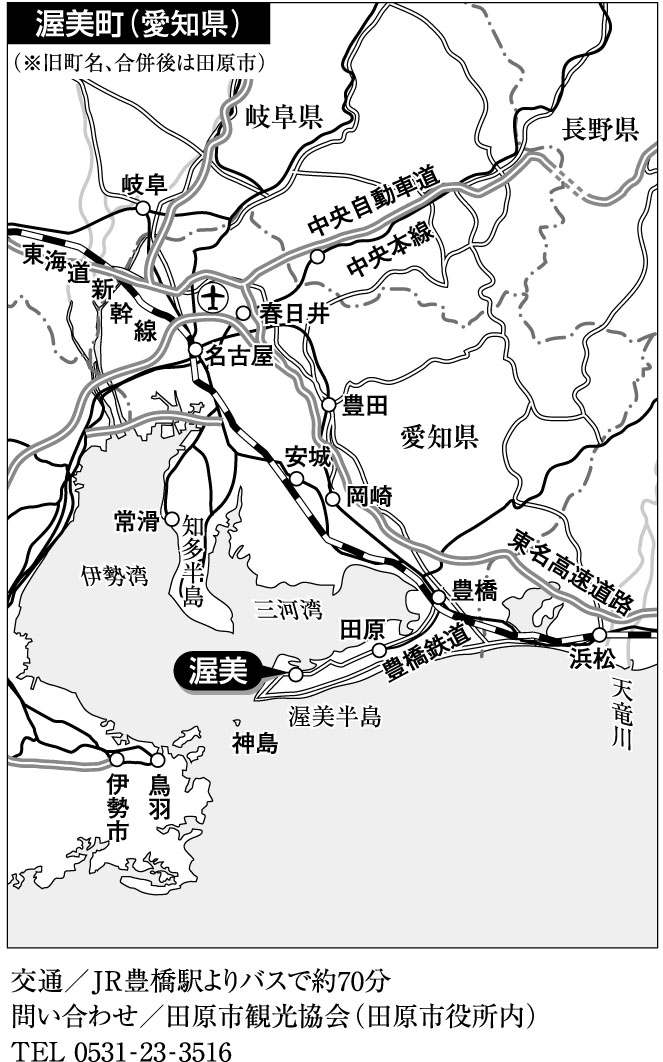 渥美町（愛知県）
（※旧町名、合併後は田原市）
岐阜県
長野県
岐阜
中央自動車道
中央本線
東海道新幹線
春日井
名古屋
豊田
愛知県
安城
岡崎
常滑
知多半島
伊勢湾
三河湾
東名高速道路
豊橋
田原
豊橋鉄道
浜松
渥美
渥美半島
天竜川
神島
伊勢市
鳥羽
交通／JR豊橋駅よりバスで約70分
問い合わせ／田原市観光協会（田原市役所内）
TEL 0531-23-3516